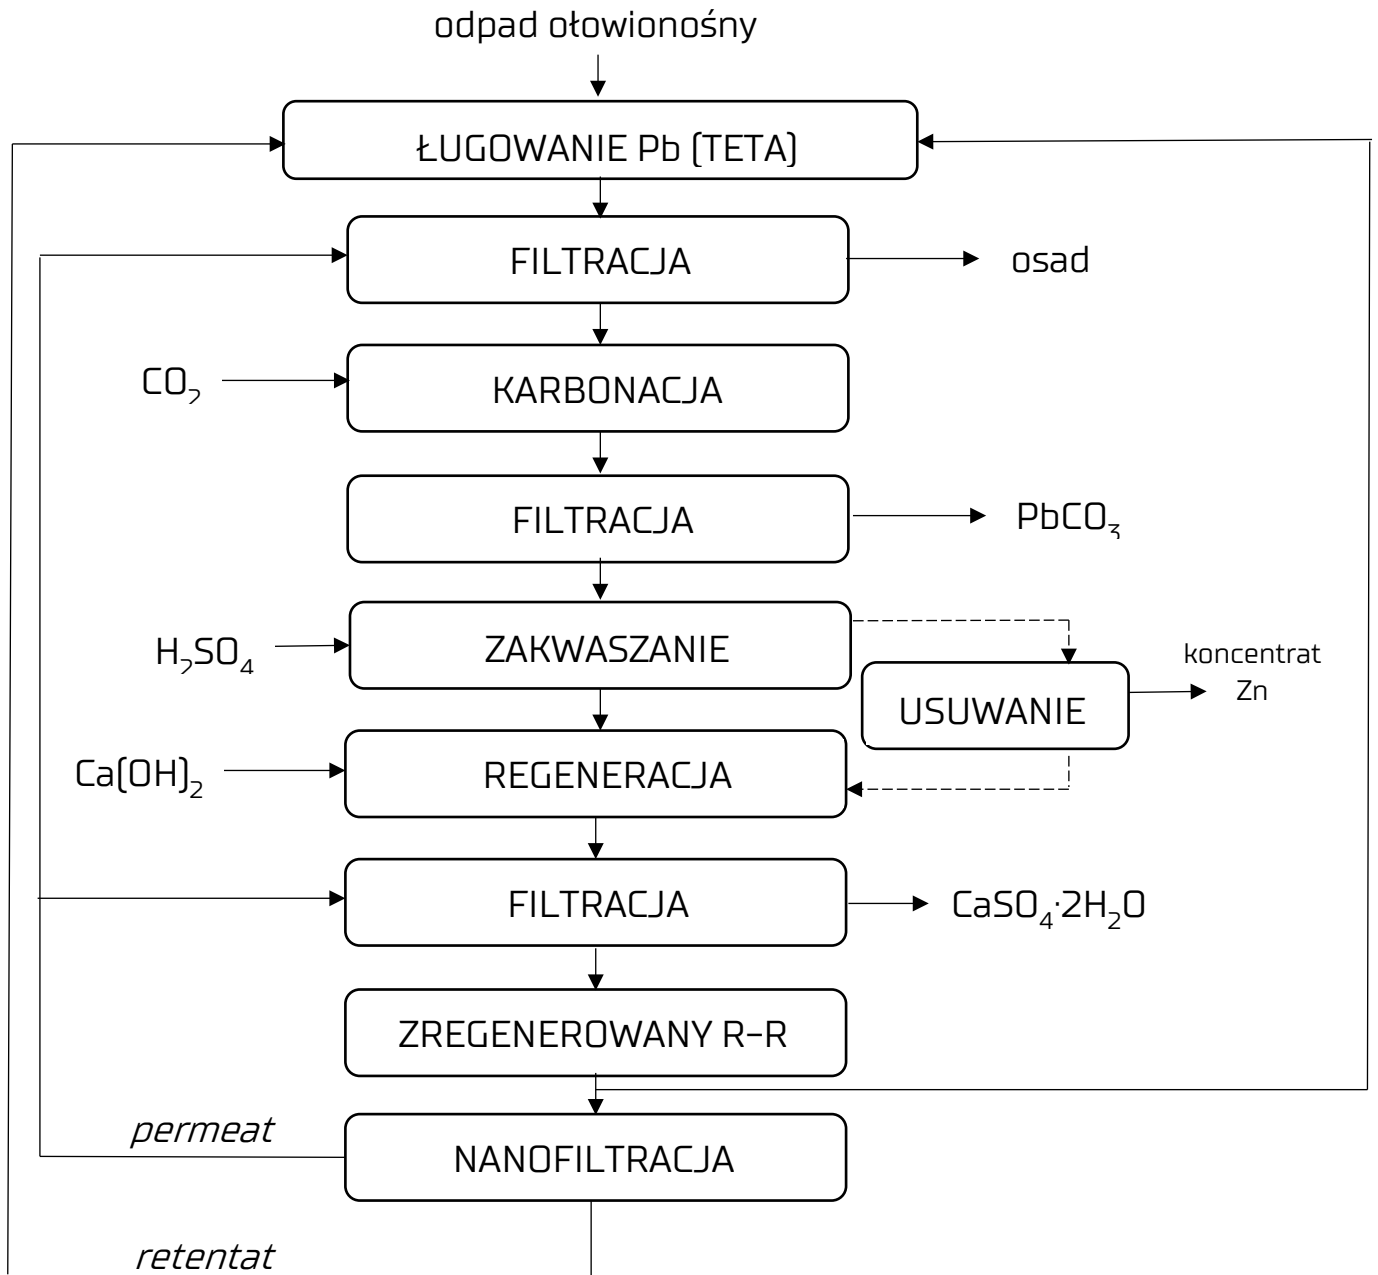 odpad ołowionośny
ŁUGOWANIE Pb (TETA)
FILTRACJA
osad
CO₂
KARBONACJA
FILTRACJA
PbCO₃
H₂SO₄
ZAKWASZANIE
koncentrat
Zn
USUWANIE
Ca(OH)₂
REGENERACJA
FILTRACJA
CaSO₄·2H₂O
ZREGENEROWANY R-R
permeat
NANOFILTRACJA
retentat